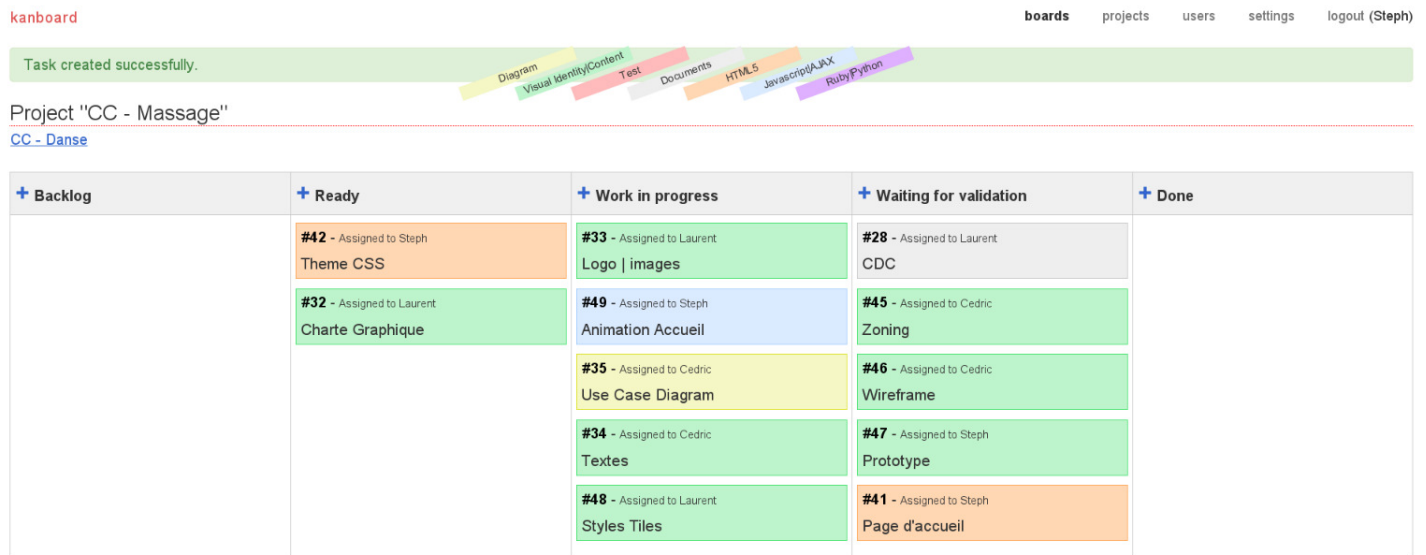 kanboard
boards projects users settings logout (Steph)
Task created successfully.
Diagram
Visual Identity|Content
Test
Documents
HTML5
Javascript|AJAX
Ruby|Python
Project "CC - Massage"
CC - Danse
+ Backlog
+ Ready
#42 - Assigned to Steph
Theme CSS
#32 - Assigned to Laurent
Charte Graphique
+ Work in progress
#33 - Assigned to Laurent
Logo | images
#49 - Assigned to Steph
Animation Accueil
#35 - Assigned to Cedric
Use Case Diagram
#34 - Assigned to Cedric
Textes
#48 - Assigned to Laurent
Styles Tiles
+ Waiting for validation
#28 - Assigned to Laurent
CDC
#45 - Assigned to Cedric
Zoning
#46 - Assigned to Cedric
Wireframe
#47 - Assigned to Steph
Prototype
#41 - Assigned to Steph
Page d'accueil
+ Done